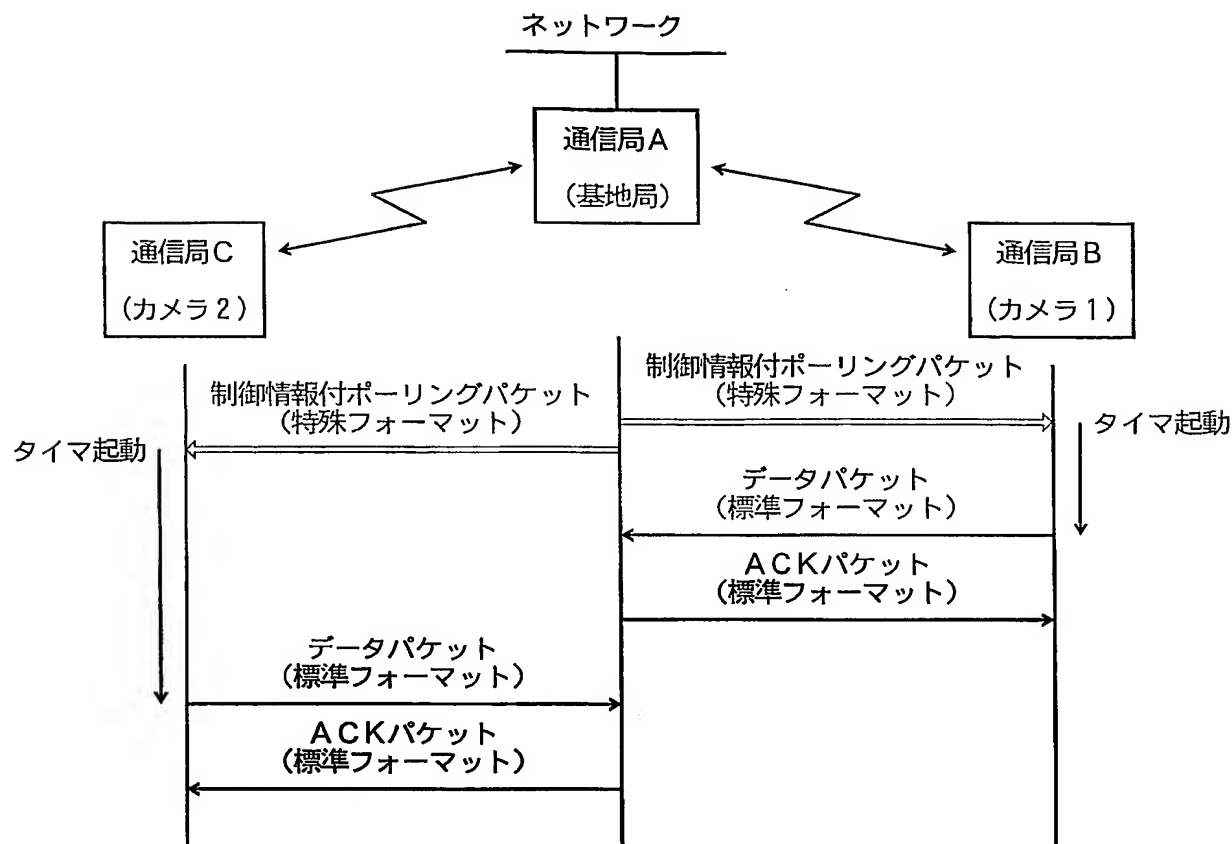 ネットワーク
通信局A
(基地局)
通信局C
(カメラ2)
通信局B
(カメラ1)
制御情報付ポーリングパケット
(特殊フォーマット)
制御情報付ポーリングパケット
(特殊フォーマット)
タイマ起動
タイマ起動
データパケット
(標準フォーマット)
ACKパケット
(標準フォーマット)
データパケット
(標準フォーマット)
ACKパケット
(標準フォーマット)